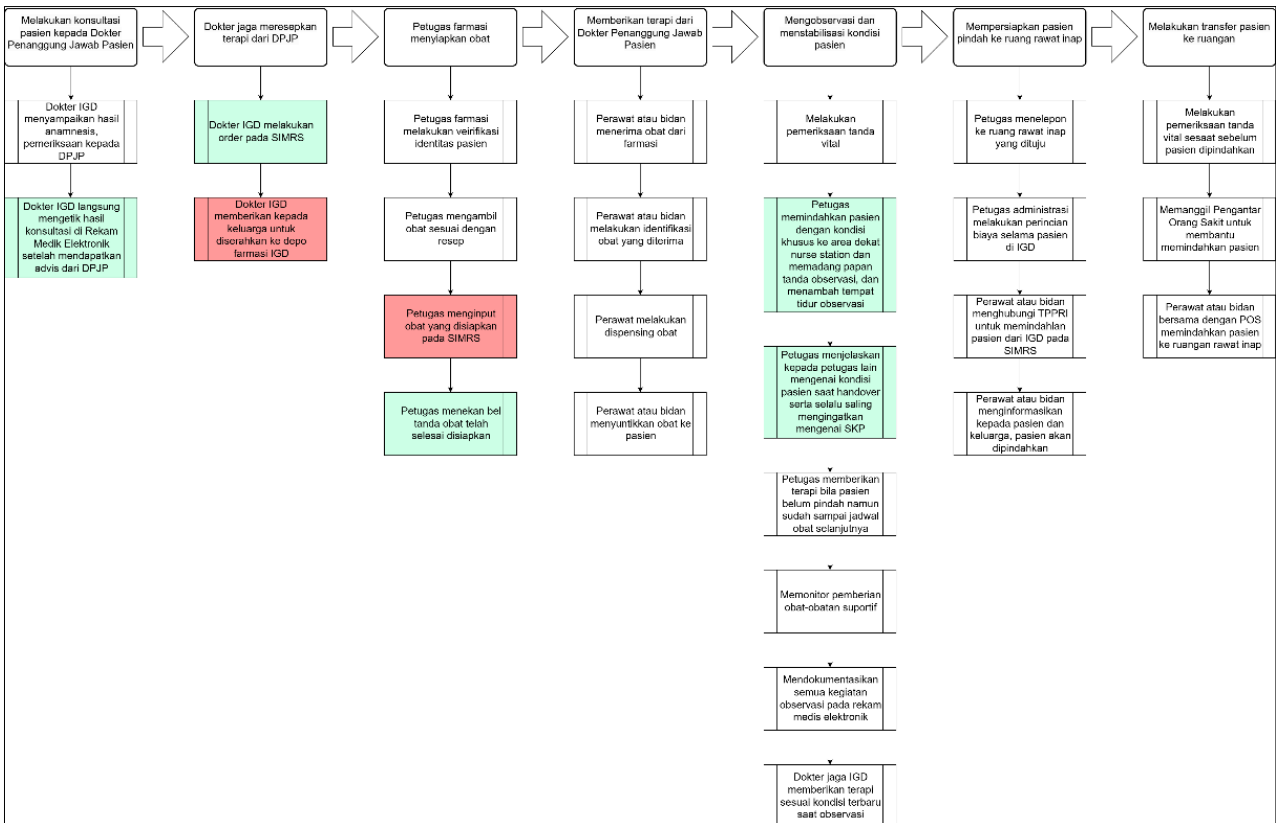 Melakukan konsultasi
pasien kepada Dokter
Penanggung Jawab Pasien
Dokter jaga meresepkan
terapi dari DPJP
Petugas farmasi
menyiapkan obat
Memberikan terapi dari
Dokter Penanggung Jawab
Pasien
Mengobservasi dan
menstabilisasi kondisi
pasien
Mempersiapkan pasien
pindah ke ruang rawat inap
Melakukan transfer pasien
ke ruangan
Dokter IGD
menyampaikan hasil
anamnesis,
pemeriksaan kepada
DPJP
Dokter IGD langsung
mengetik hasil
konsultasi di Rekam
Medik Elektronik
setelah mendapatkan
advis dari DPJP
Dokter IGD melakukan
order pada SIMRS
Dokter IGD
memberikan kepada
keluarga untuk
diserahkan ke depo
farmasi IGD
Petugas farmasi
melakukan veirifikasi
identitas pasien
Petugas mengambil
obat sesuai dengan
resep
Petugas menginput
obat yang disiapkan
pada SIMRS
Petugas menekan bel
tanda obat telah
selesai disiapkan
Perawat atau bidan
menerima obat dari
farmasi
Perawat atau bidan
melakukan identifikasi
obat yang diterima
Perawat melakukan
dispensing obat
Perawat atau bidan
menyuntikkan obat ke
pasien
Melakukan
pemeriksaan tanda
vital
Petugas
memindahkan pasien
dengan kondisi
khusus ke area dekat
nurse station dan
memadang papan
tanda observasi, dan
menambah tempat
tidur observasi
Petugas menjelaskan
kepada petugas lain
mengenai kondisi
pasien saat handover
serta selalu saling
mengingatkan
mengenai SKP
Petugas memberikan
terapi bila pasien
belum pindah namun
sudah sampai jadwal
obat selanjutnya
Memonitor pemberian
obat-obatan suportif
Mendokumentasikan
semua kegiatan
observasi pada rekam
medis elektronik
Dokter jaga IGD
memberikan terapi
sesuai kondisi terbaru
saat observasi
Petugas menelepon
ke ruang rawat inap
yang dituju
Petugas administrasi
melakukan perincian
biaya selama pasien
di IGD
Perawat atau bidan
menghubungi TPPRI
untuk memindahlan
pasien dari IGD pada
SIMRS
Perawat atau bidan
menginformasikan
kepada pasien dan
keluarga, pasien akan
dipindahkan
Melakukan
pemeriksaan tanda
vital sesaat sebelum
pasien dipindahkan
Memanggil Pengantar
Orang Sakit untuk
membantu
memindahkan pasien
Perawat atau bidan
bersama dengan POS
memindahkan pasien
ke ruangan rawat inap